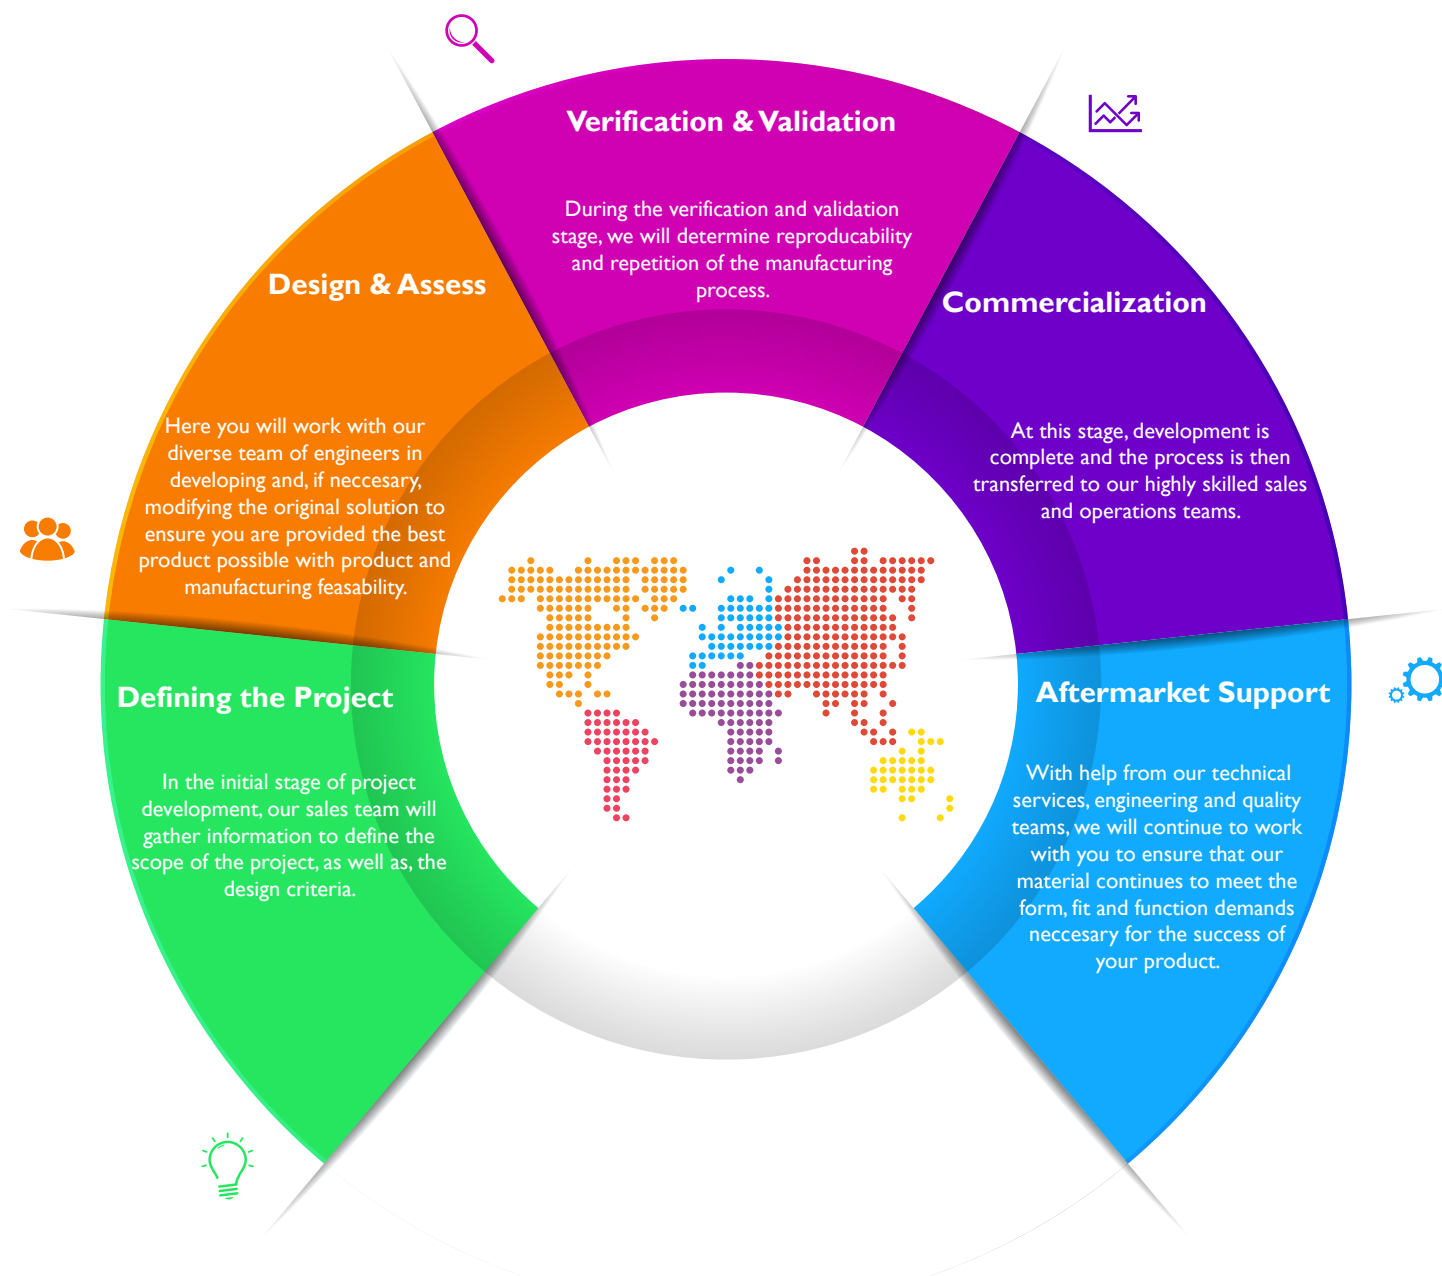 Verification & Validation
During the verification and validation
stage, we will determine reproducability
and repetition of the manufacturing
process.
Design & Assess
Here you will work with our
diverse team of engineers in
developing and, if neccesary,
modifying the original solution to
ensure you are provided the best
product possible with product and
manufacturing feasability.
Commercialization
At this stage, development is
complete and the process is then
transferred to our highly skilled sales
and operations teams.
Defining the Project
In the initial stage of project
development, our sales team will
gather information to define the
scope of the project, as well as, the
design criteria.
Aftermarket Support
With help from our technical
services, engineering and quality
teams, we will continue to work
with you to ensure that our
material continues to meet the
form, fit and function demands
neccesary for the success of
your product.